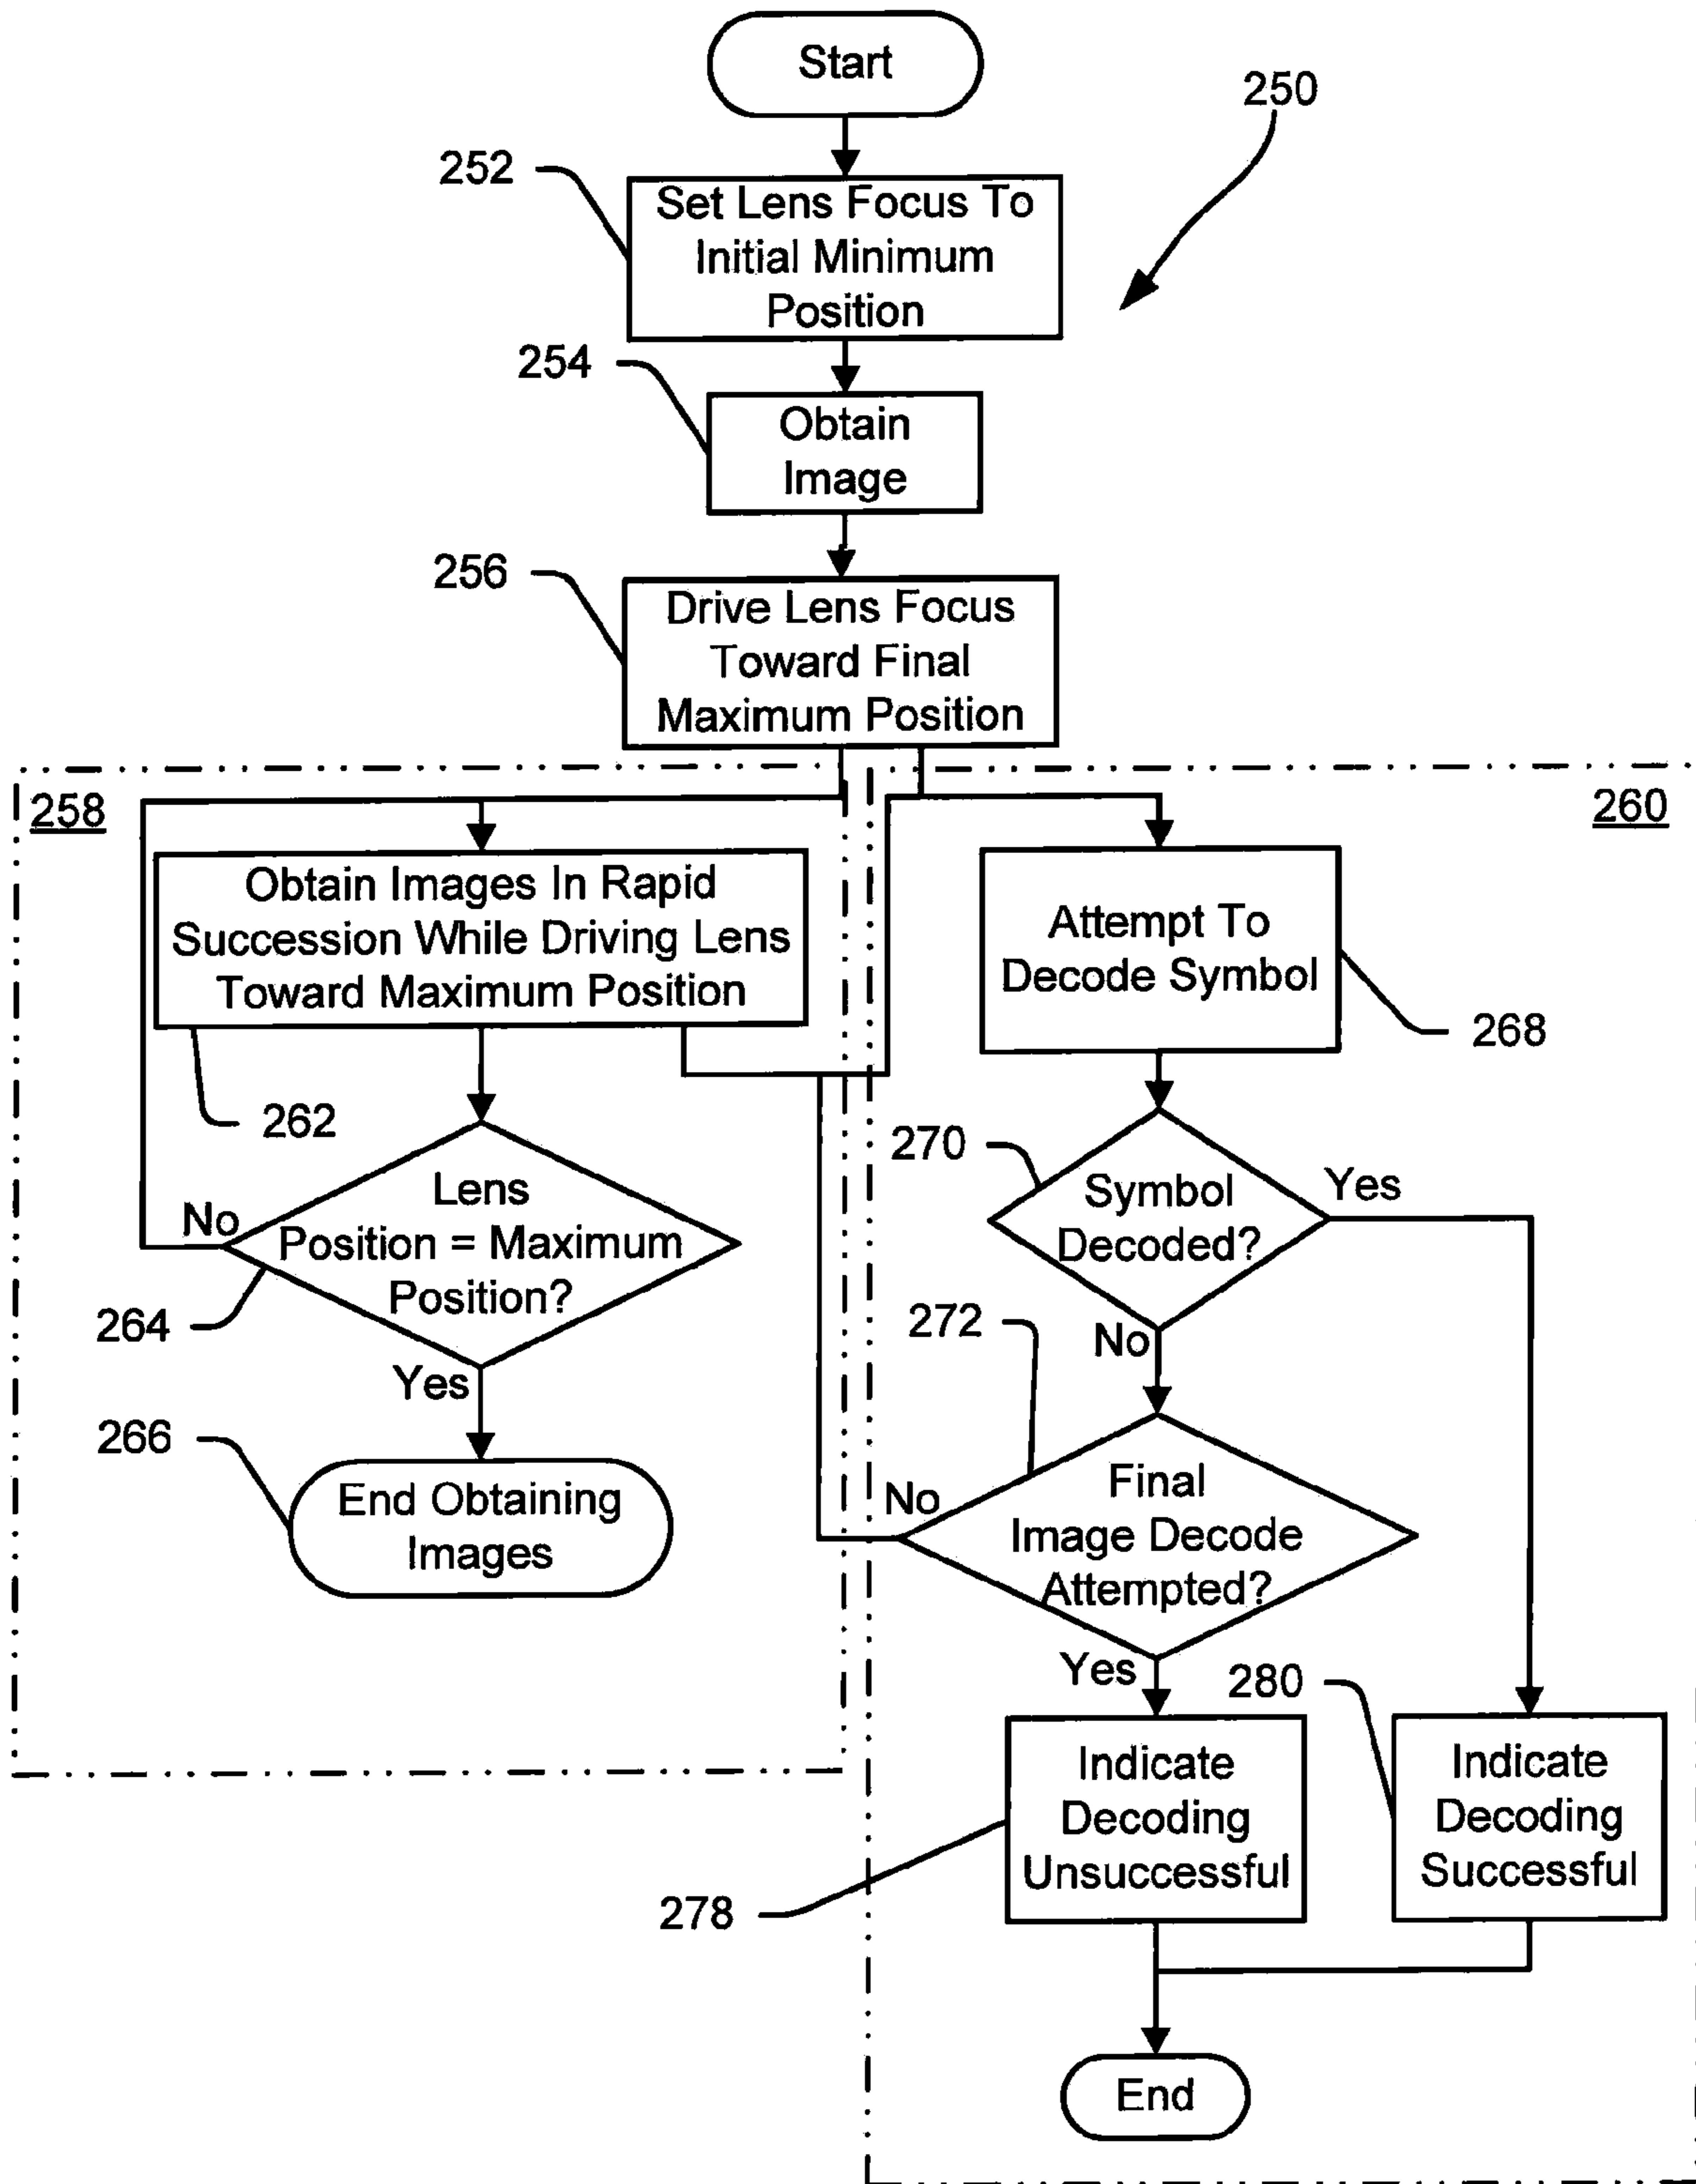 Start
250
252
Set Lens Focus To
Initial Minimum
Position
254
Obtain
Image
256
Drive Lens Focus
Toward Final
Maximum Position
258
Obtain Images In Rapid
Succession While Driving Lens
Toward Maximum Position
262
Lens
Position = Maximum
Position?
No
264
Yes
266
End Obtaining
Images
260
Attempt To
Decode Symbol
268
270
Symbol
Decoded?
Yes
No
272
Final
Image Decode
Attempted?
No
Yes
280
Indicate
Decoding
Unsuccessful
278
Indicate
Decoding
Successful
End